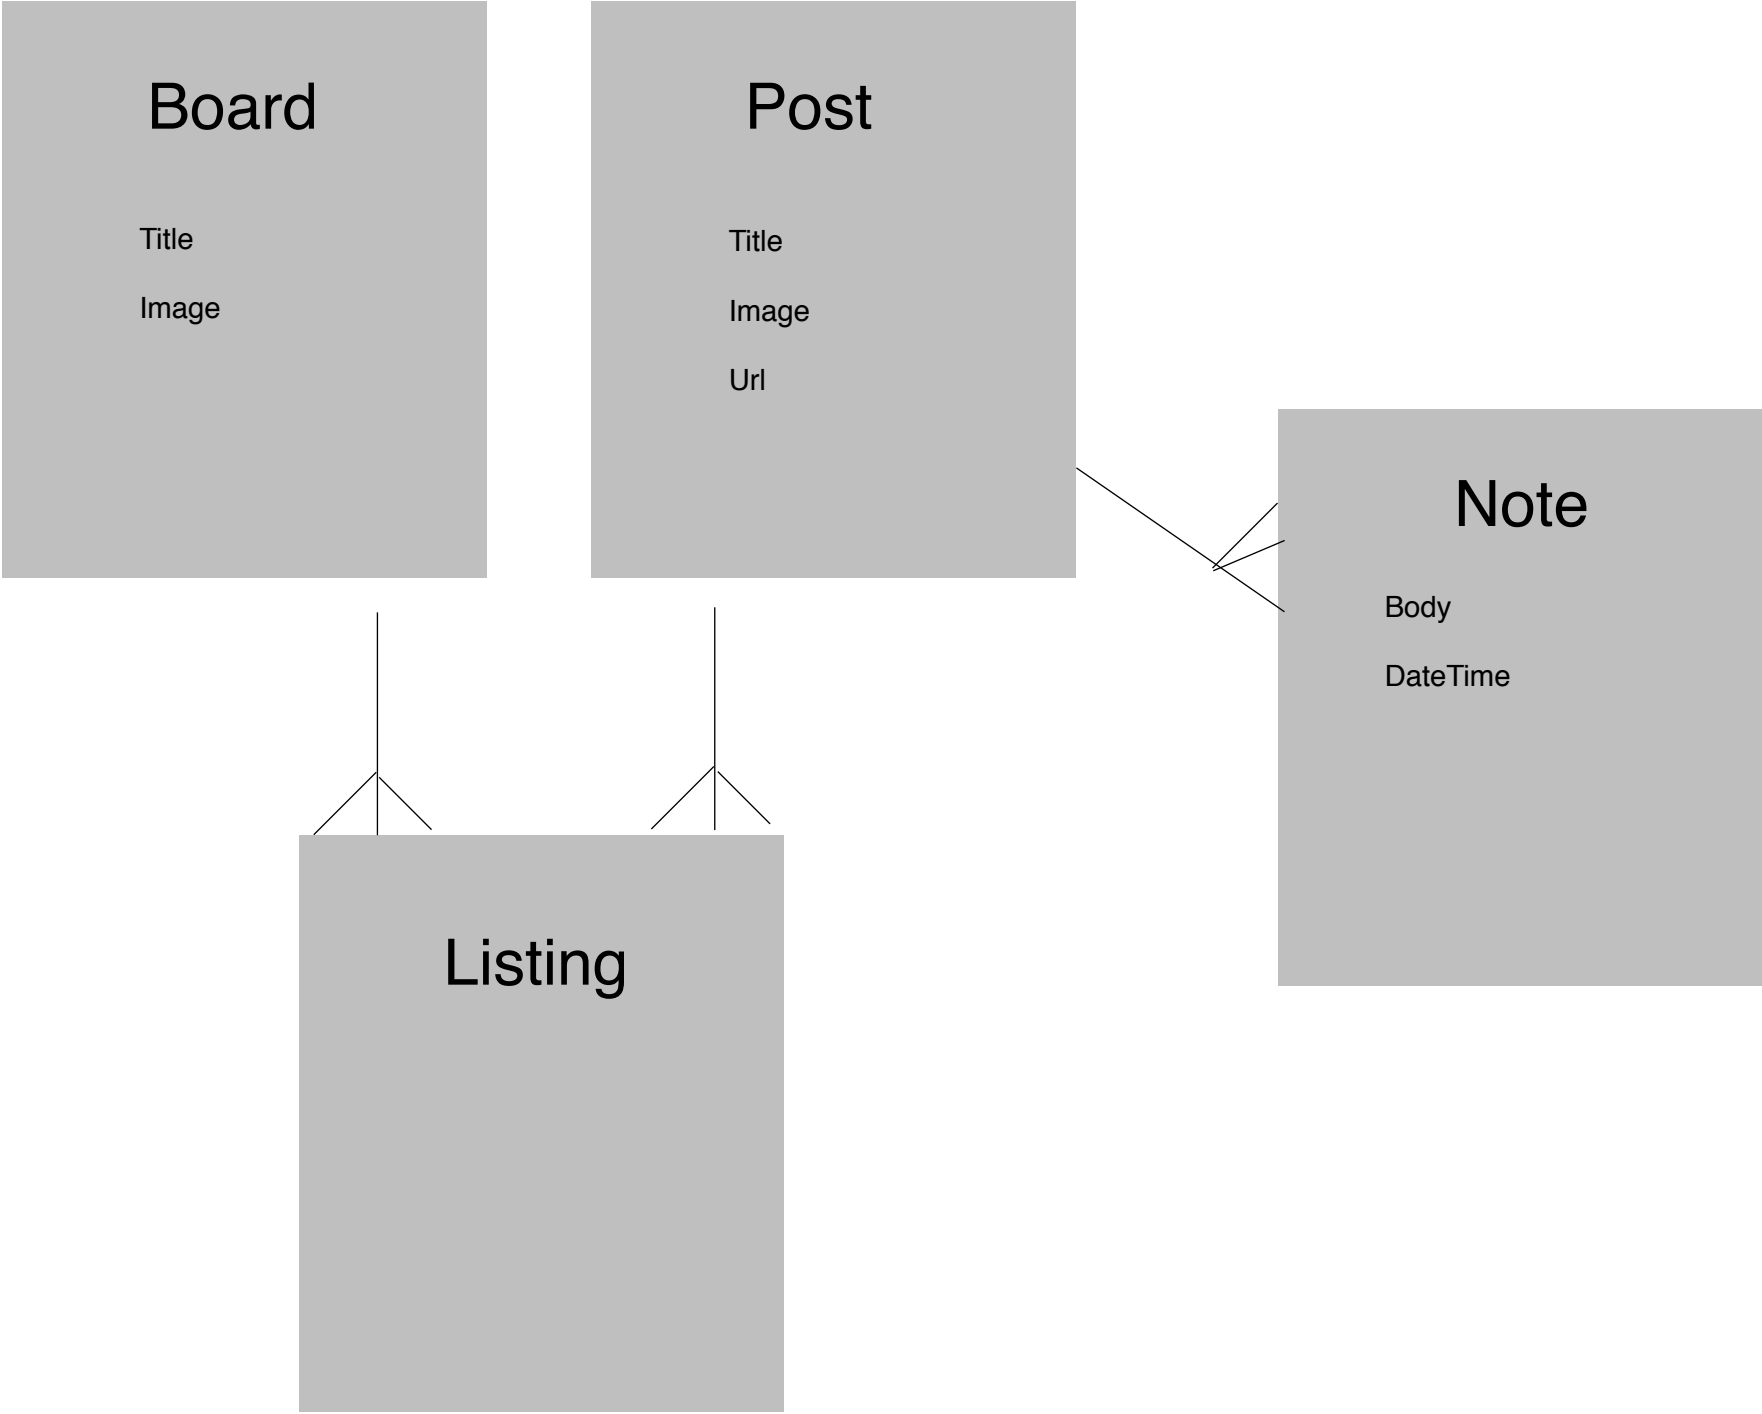 Board
Title
Image
Post
Title
Image
Url
Note
Body
DateTime
Listing